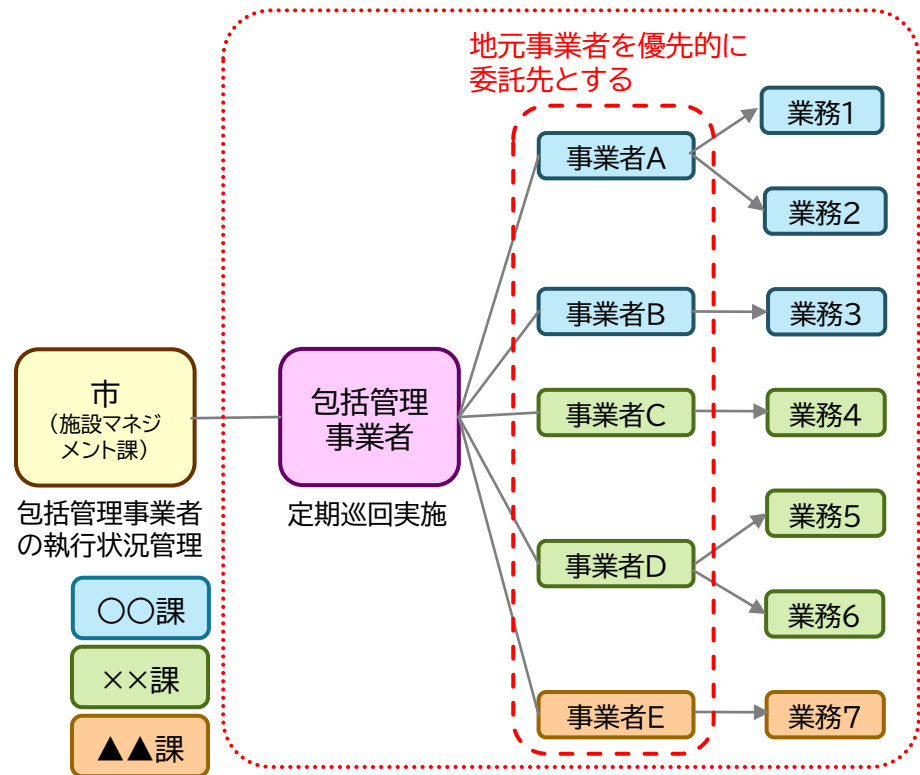 地元事業者を優先的に
委託先とする
業務1
事業者A
業務2
事業者B
業務3
市
(施設マネジ
メント課)
包括管理
事業者
事業者C
業務4
包括管理事業者
の執行状況管理
定期巡回実施
業務5
事業者D
業務6
〇〇課
××課
▲▲課
事業者E
業務7